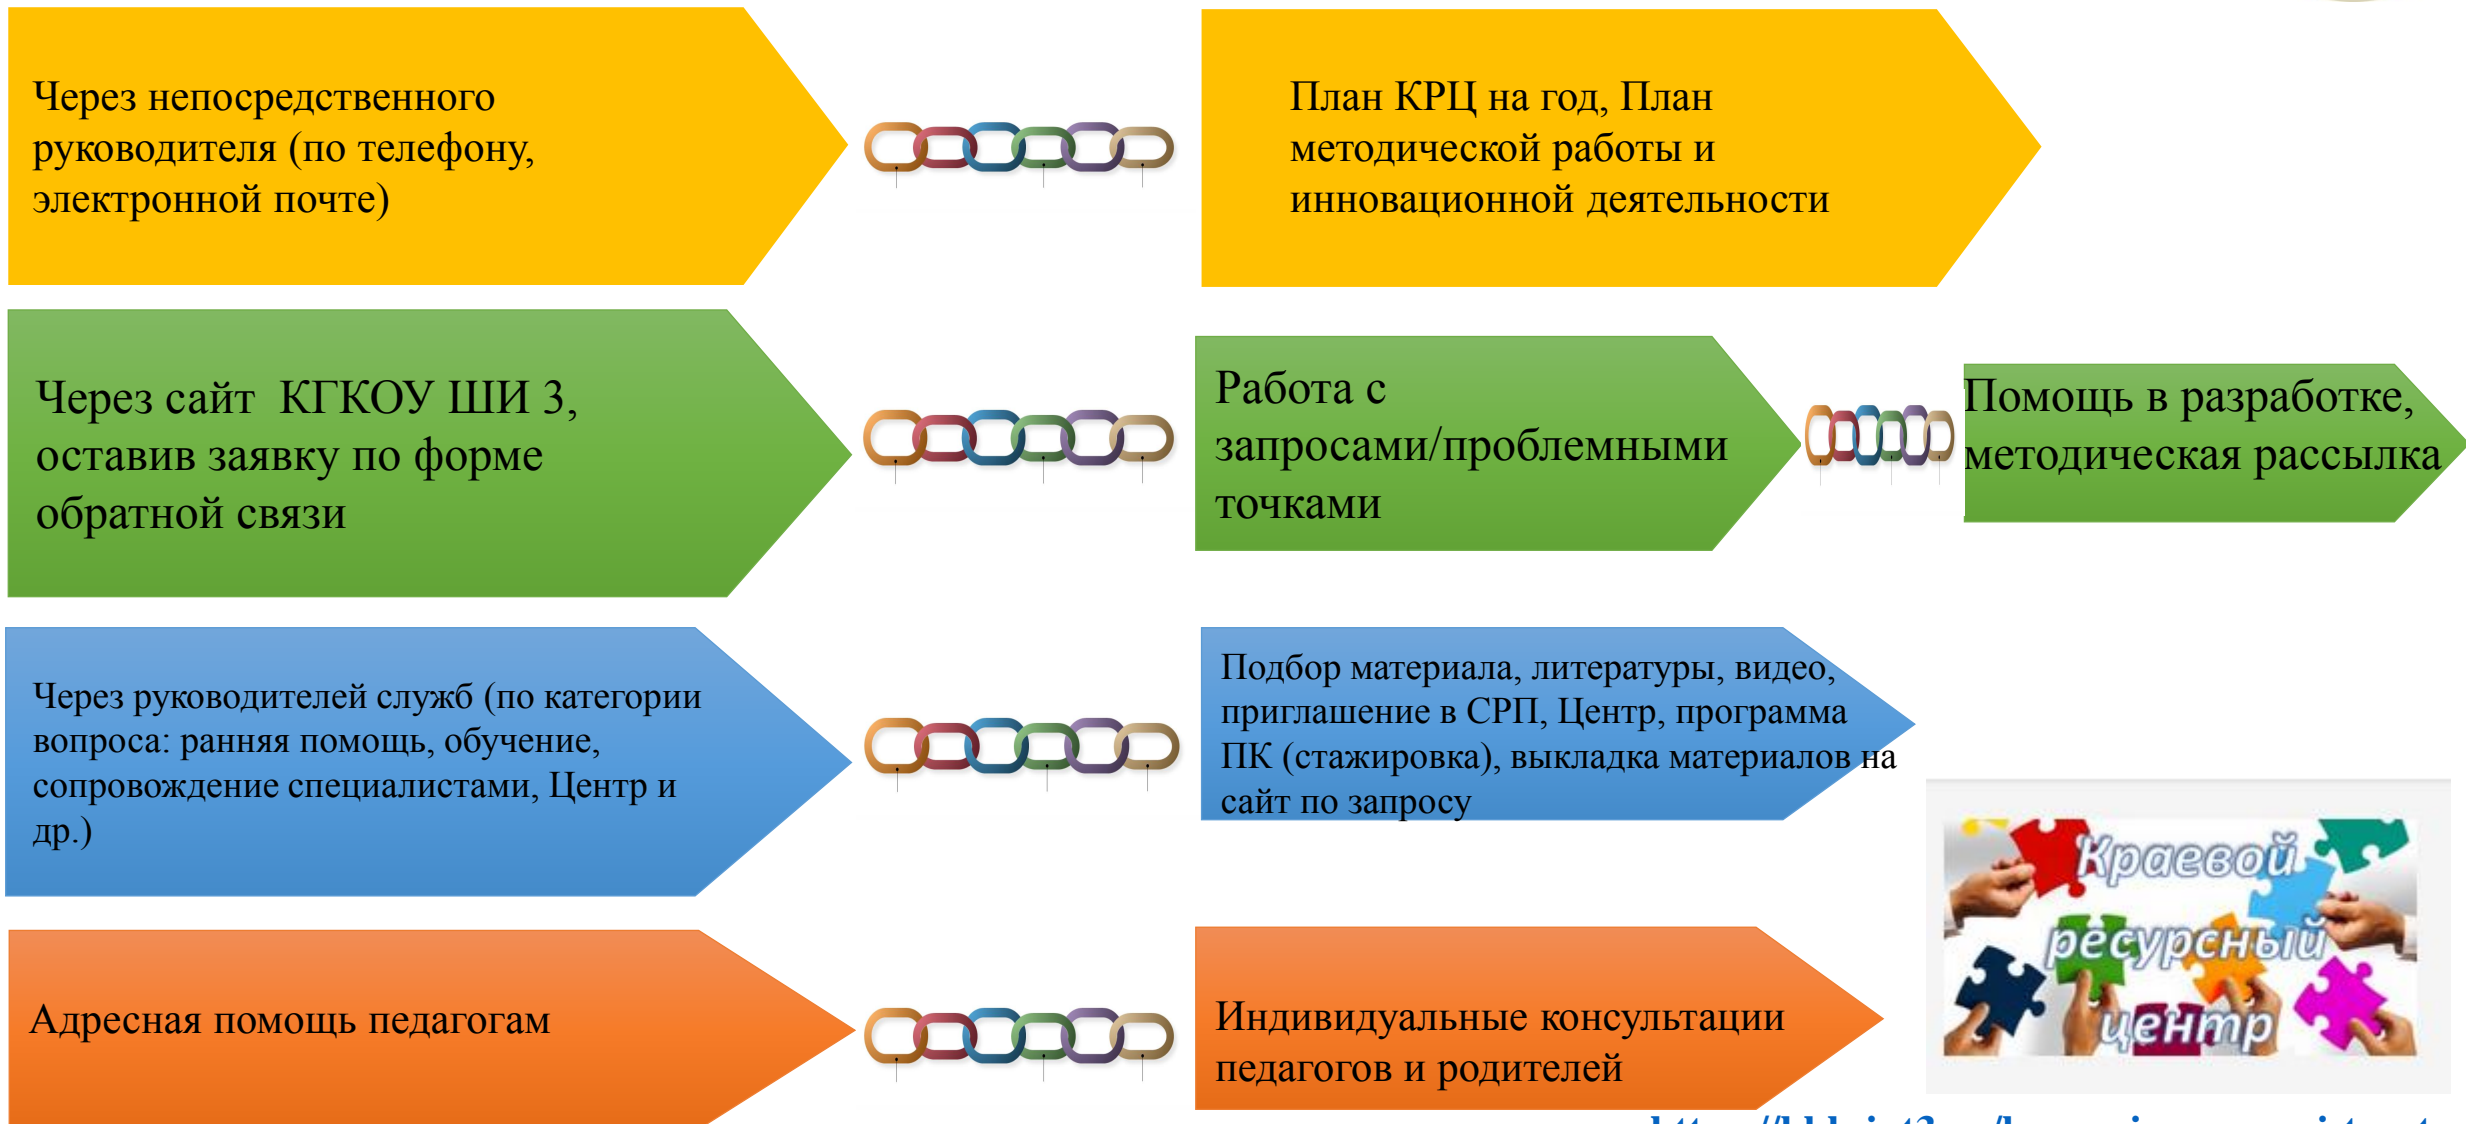 Через непосредственного
руководителя (по телефону,
электронной почте)
План КРЦ на год, План
методической работы и
инновационной деятельности
Через сайт КГКОУ ШИ 3,
оставив заявку по форме
обратной связи
Работа с
запросами/проблемными
точками
Помощь в разработке,
методическая рассылка
Через руководителей служб (по категории
вопроса: ранняя помощь, обучение,
сопровождение специалистами, Центр и
др.)
Подбор материала, литературы, видео,
приглашение в СРП, Центр, программа
ПК (стажировка), выкладка материалов на
сайт по запросу
Краевой
ресурсный
центр
Адресная помощь педагогам
Индивидуальные консультации
педагогов и родителей